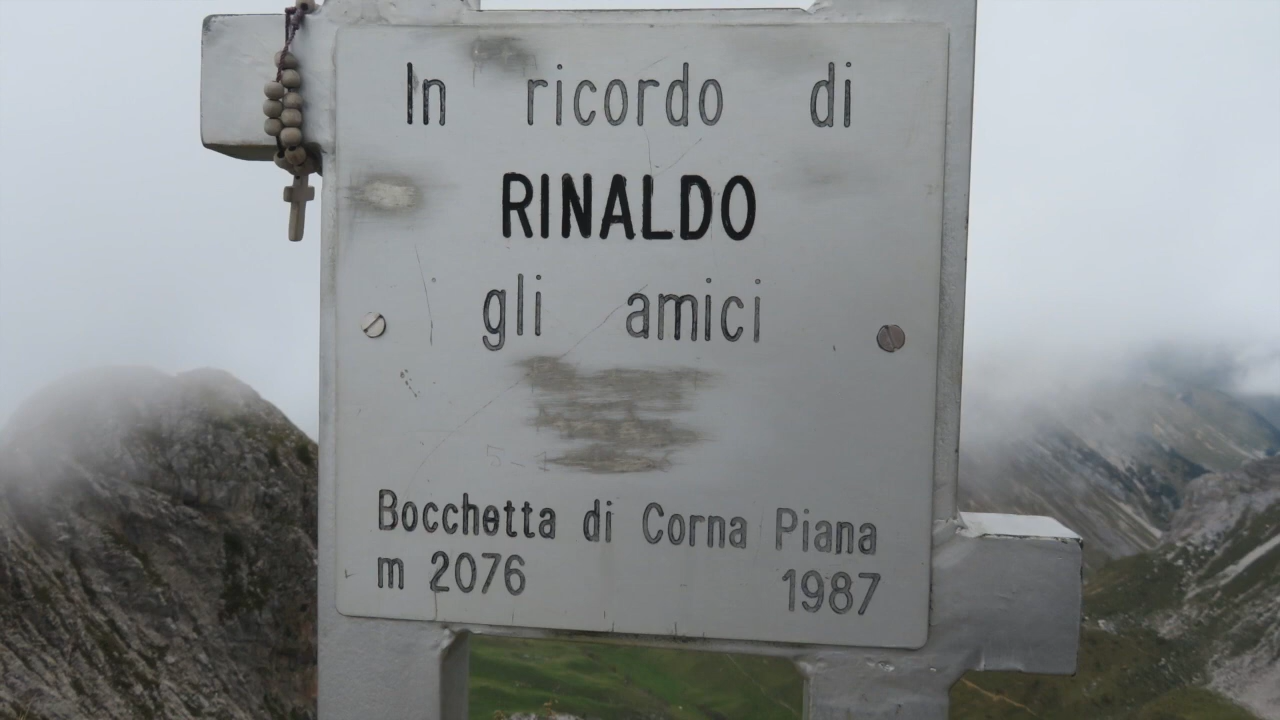 In ricordo di
RINALDO
gli amici
Bocchetta di Corna Piana
m 2076 1987